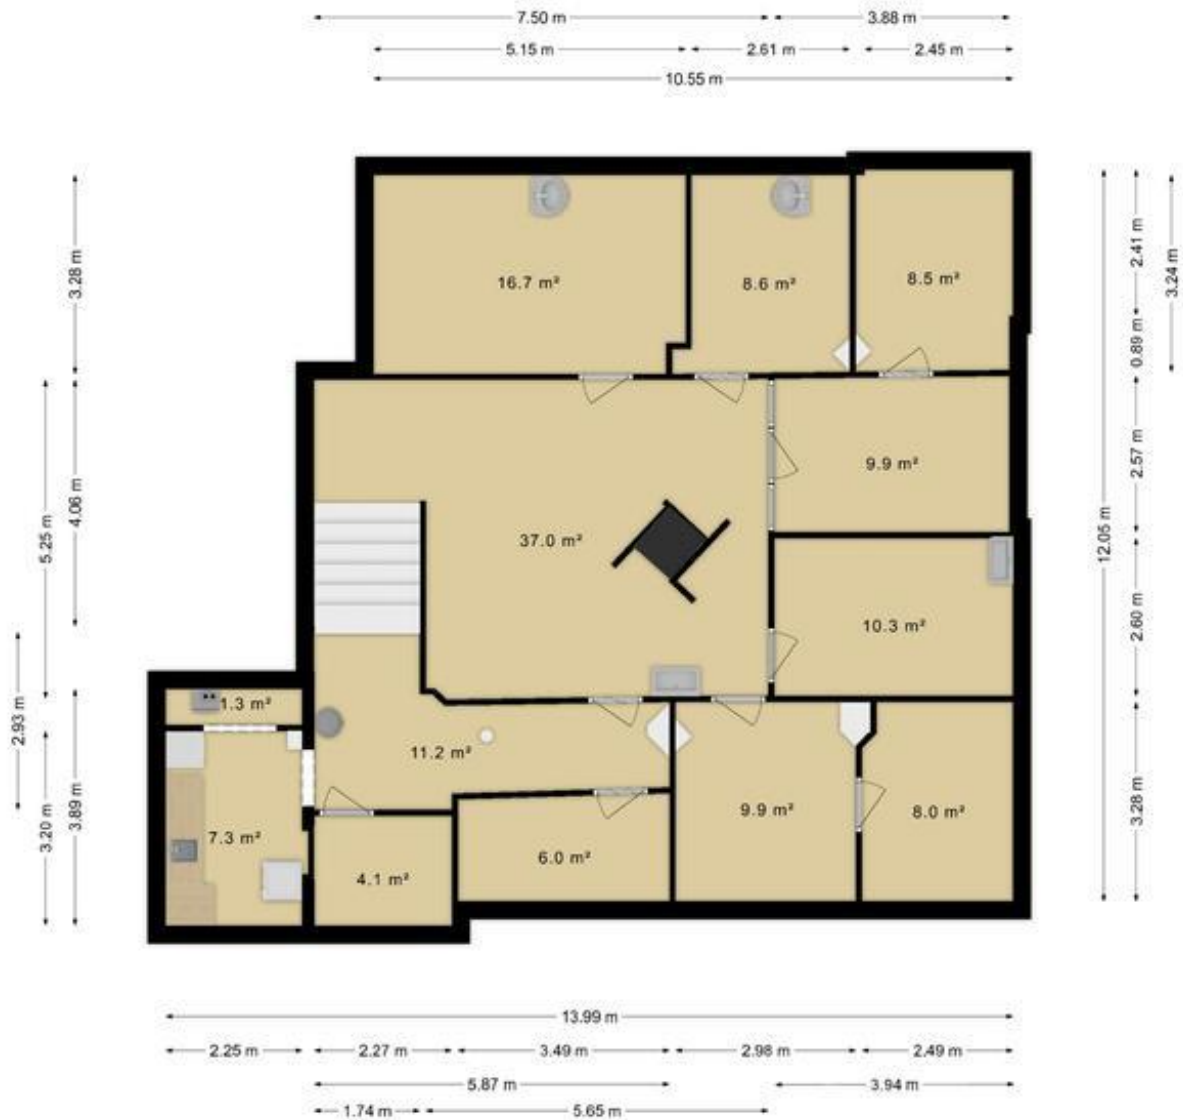 7.50 m
3.88 m
5.15 m
2.61 m
2.45 m
10.55 m
3.28 m
5.25 m
4.06 m
2.93 m
3.20 m
3.89 m
16.7 m²
8.6 m²
8.5 m²
9.9 m²
37.0 m²
10.3 m²
1.3 m²
11.2 m²
7.3 m²
9.9 m²
8.0 m²
6.0 m²
4.1 m²
2.41 m
3.24 m
0.89 m
2.57 m
12.05 m
2.60 m
3.28 m
13.99 m
2.25 m
2.27 m
3.49 m
2.98 m
2.49 m
5.87 m
3.94 m
1.74 m
5.65 m